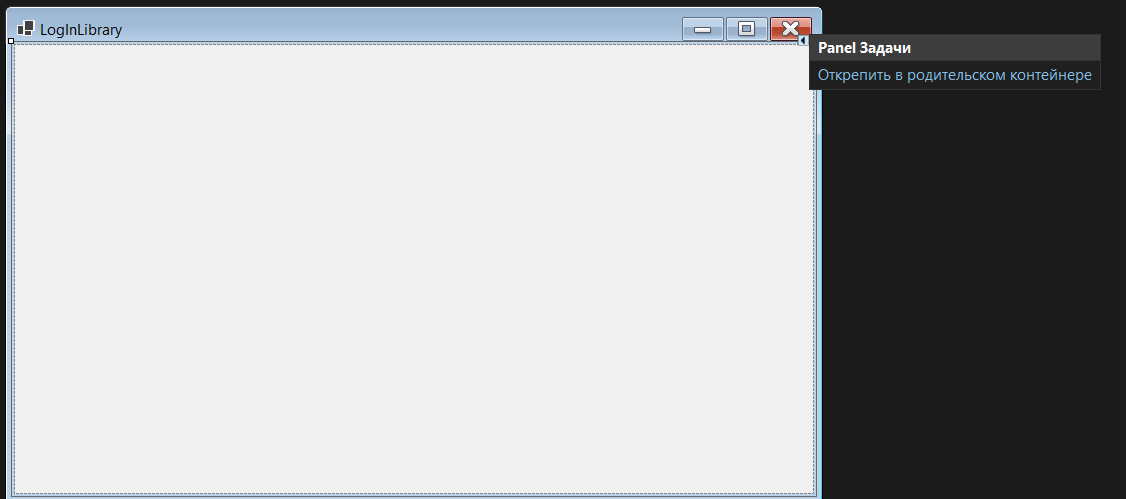 LogInLibrary
Panel Задачи
Открепить в родительском контейнере